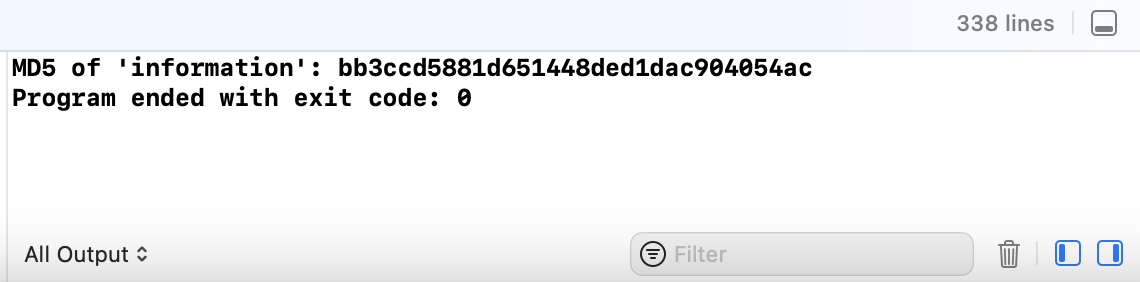 338 lines
MD5 of 'information': bb3ccd5881d651448ded1dac904054ac
Program ended with exit code: 0
All Output
Filter